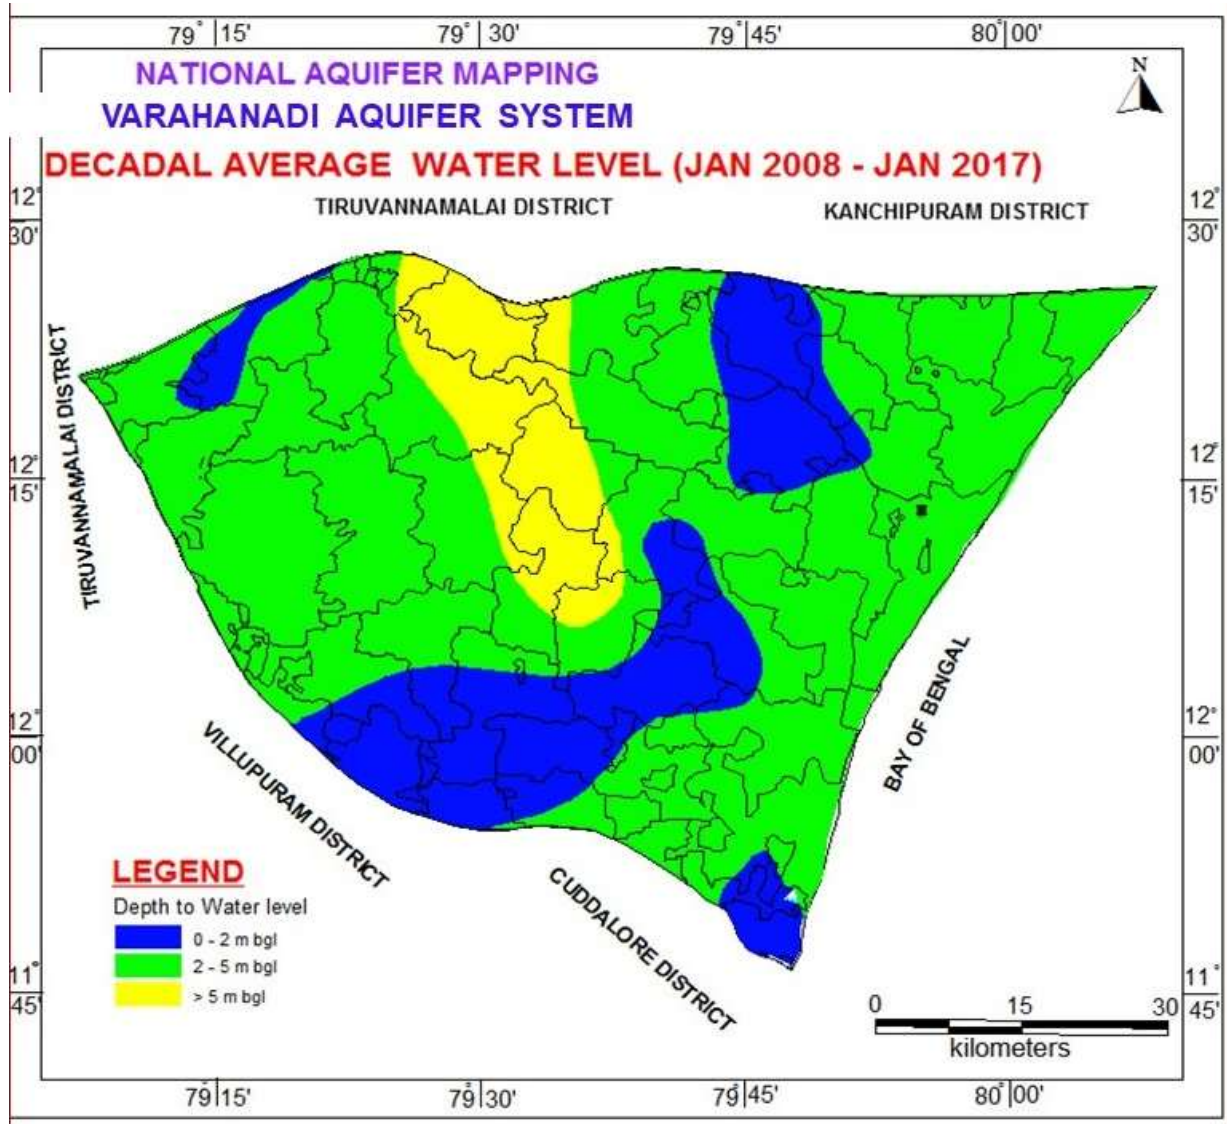 79° 15' 79° 30' 79° 45' 80° 00'
NATIONAL AQUIFER MAPPING
N
VARAHANADI AQUIFER SYSTEM
DECADAL AVERAGE WATER LEVEL (JAN 2008 - JAN 2017)
12° 30'
TIRUVANNAMALAI DISTRICT
KANCHIPURAM DISTRICT
12° 30'
TIRUVANNAMALAI DISTRICT
12° 15'
12° 15'
12° 00'
VILLUPURAM DISTRICT
BAY OF BENGAL
12° 00'
CUDDALORE DISTRICT
LEGEND
Depth to Water level
0 - 2 m bgl
2 - 5 m bgl
> 5 m bgl
11° 45'
0 15 30
kilometers
11° 45'
79° 15' 79° 30' 79° 45' 80° 00'